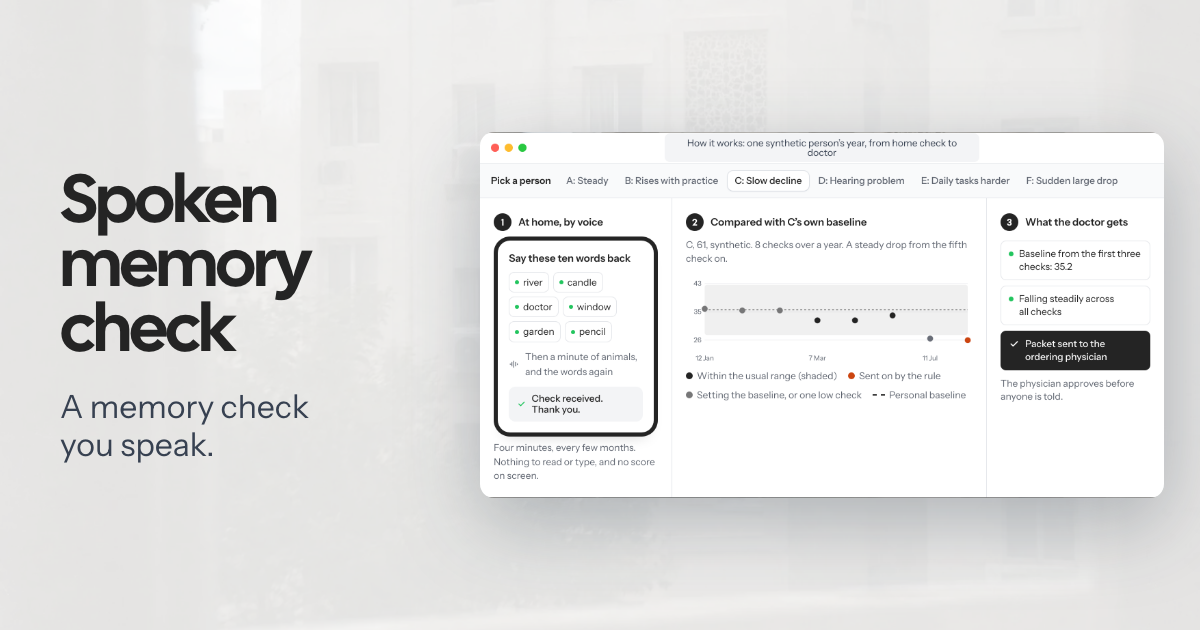 Spoken
memory
check
A memory check
you speak.
How it works: one synthetic person's year, from home check to
doctor
Pick a person
A: Steady
B: Rises with practice
C: Slow decline
D: Hearing problem
E: Daily tasks harder
F: Sudden large drop
1 At home, by voice
Say these ten words back
river candle
doctor window
garden pencil
Then a minute of animals,
and the words again
Check received.
Thank you.
Four minutes, every few months.
Nothing to read or type, and no score
on screen.
2 Compared with C's own baseline
C, 61, synthetic. 8 checks over a year. A steady drop from the fifth
check on.
43
35
26
12 Jan 7 Mar 11 Jul
Within the usual range (shaded) Sent on by the rule
Setting the baseline, or one low check Personal baseline
3 What the doctor gets
Baseline from the first three
checks: 35.2
Falling steadily across
all checks
Packet sent to the
ordering physician
The physician approves before
anyone is told.